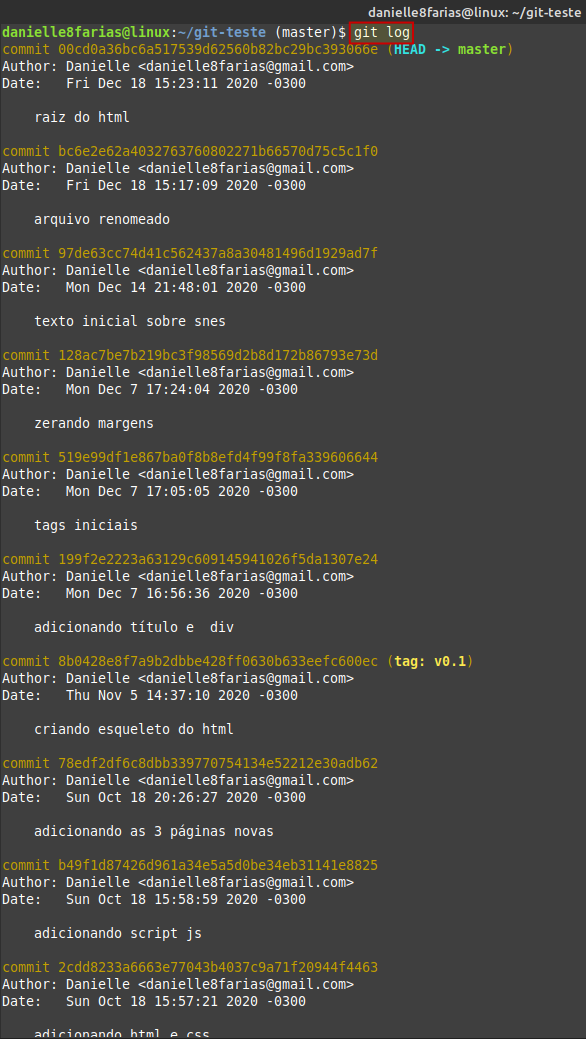 danielle8farias@linux: ~/git-teste
danielle8farias@linux:~/git-teste (master)$ git log
commit 00cd0a36bc6a517539d62560b82bc29bc393066e (HEAD -> master)
Author: Danielle <danielle8farias@gmail.com>
Date:   Fri Dec 18 15:23:11 2020 -0300
raiz do html
commit bc6e2e62a4032763760802271b66570d75c5c1f0
Author: Danielle <danielle8farias@gmail.com>
Date:   Fri Dec 18 15:17:09 2020 -0300
arquivo renomeado
commit 97de63cc74d41c562437a8a30481496d1929ad7f
Author: Danielle <danielle8farias@gmail.com>
Date:   Mon Dec 14 21:48:01 2020 -0300
texto inicial sobre snes
commit 128ac7be7b219bc3f98569d2b8d172b86793e73d
Author: Danielle <danielle8farias@gmail.com>
Date:   Mon Dec 7 17:24:04 2020 -0300
zerando margens
commit 519e99df1e867ba0f8b8efd4f99f8fa339606644
Author: Danielle <danielle8farias@gmail.com>
Date:   Mon Dec 7 17:05:05 2020 -0300
tags iniciais
commit 199f2e2223a63129c609145941026f5da1307e24
Author: Danielle <danielle8farias@gmail.com>
Date:   Mon Dec 7 16:56:36 2020 -0300
adicionando título e  div
commit 8b0428e8f7a9b2dbbe428ff0630b633eefc600ec (tag: v0.1)
Author: Danielle <danielle8farias@gmail.com>
Date:   Thu Nov 5 14:37:10 2020 -0300
criando esqueleto do html
commit 78edf2df6c8dbb339770754134e52212e30adb62
Author: Danielle <danielle8farias@gmail.com>
Date:   Sun Oct 18 20:26:27 2020 -0300
adicionando as 3 páginas novas
commit b49f1d87426d961a34e5a5d0be34eb31141e8825
Author: Danielle <danielle8farias@gmail.com>
Date:   Sun Oct 18 15:58:59 2020 -0300
adicionando script js
commit 2cdd8233a6663e77043b4037c9a71f20944f4463
Author: Danielle <danielle8farias@gmail.com>
Date:   Sun Oct 18 15:57:21 2020 -0300
adicionando html e css